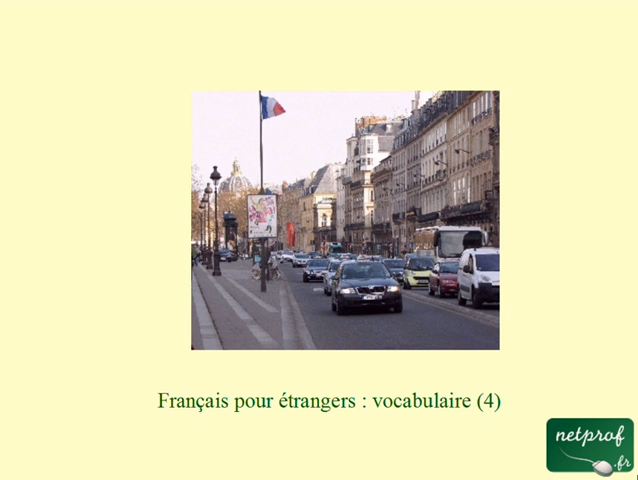 Français pour étrangers : vocabulaire (4)
netprof
.fr